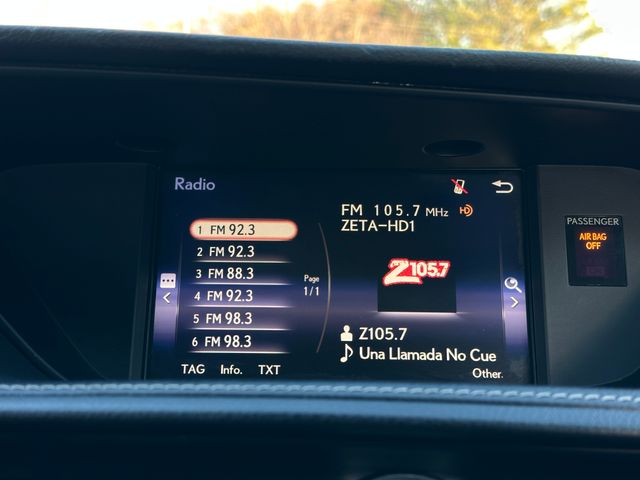 Radio
1 FM 92.3
2 FM 92.3
3 FM 88.3
4 FM 92.3
5 FM 98.3
6 FM 98.3
Page
1/1
TAG Info. TXT
FM 105.7 MHz HD
ZETA-HD1
Z105.7
Z105.7
Una Llamada No Cue
Other.
PASSENGER
AIR BAG
OFF